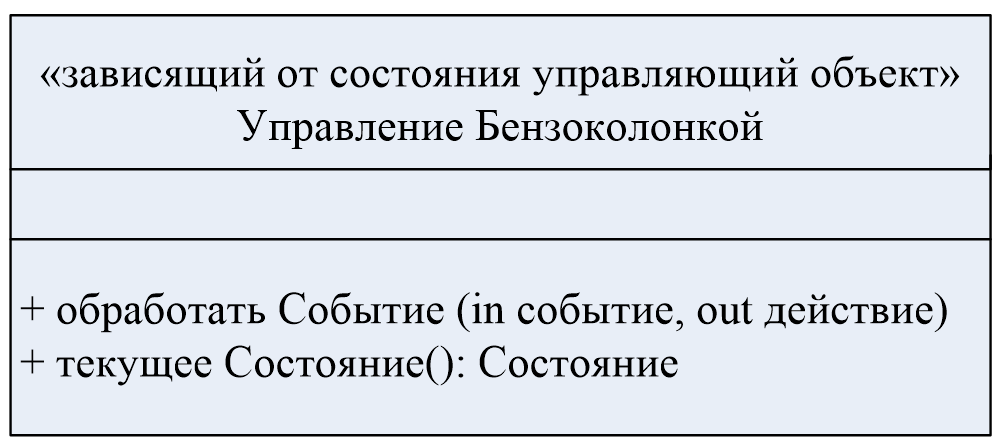 «зависящий от состояния управляющий объект»
Управление Бензоколонкой
+ обработать Событие (in событие, out действие)
+ текущее Состояние(): Состояние